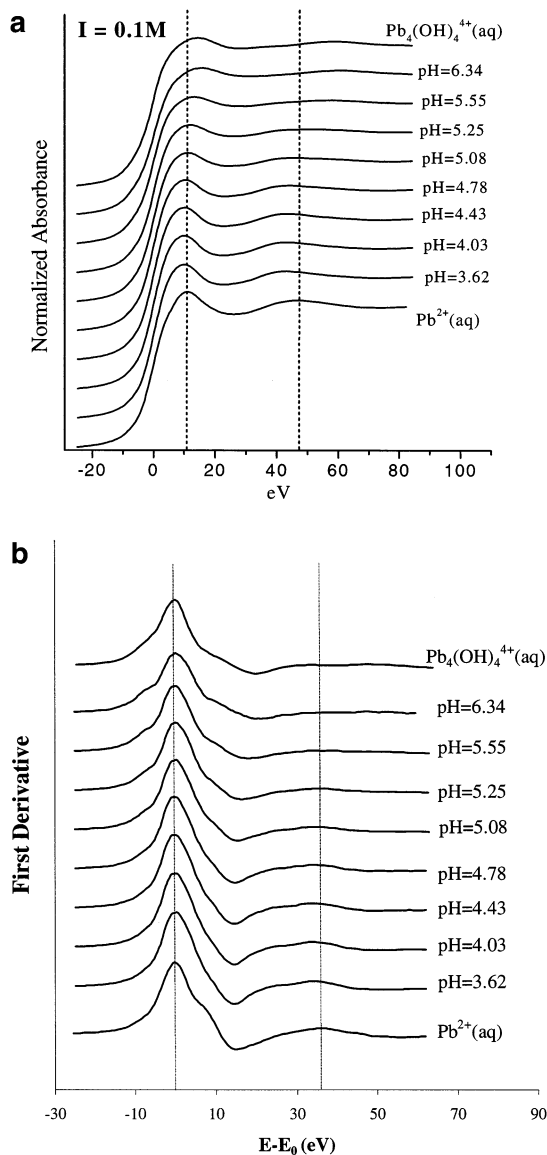 a
I = 0.1M
Pb4(OH)4 4+(aq)
pH=6.34
pH=5.55
pH=5.25
pH=5.08
pH=4.78
pH=4.43
pH=4.03
pH=3.62
Pb2+(aq)
Normalized Absorbance
-20 0 20 40 60 80 100
eV
b
Pb4(OH)4 4+(aq)
pH=6.34
pH=5.55
pH=5.25
pH=5.08
pH=4.78
pH=4.43
pH=4.03
pH=3.62
Pb2+(aq)
First Derivative
-30 -10 10 30 50 70 90
E-E0 (eV)